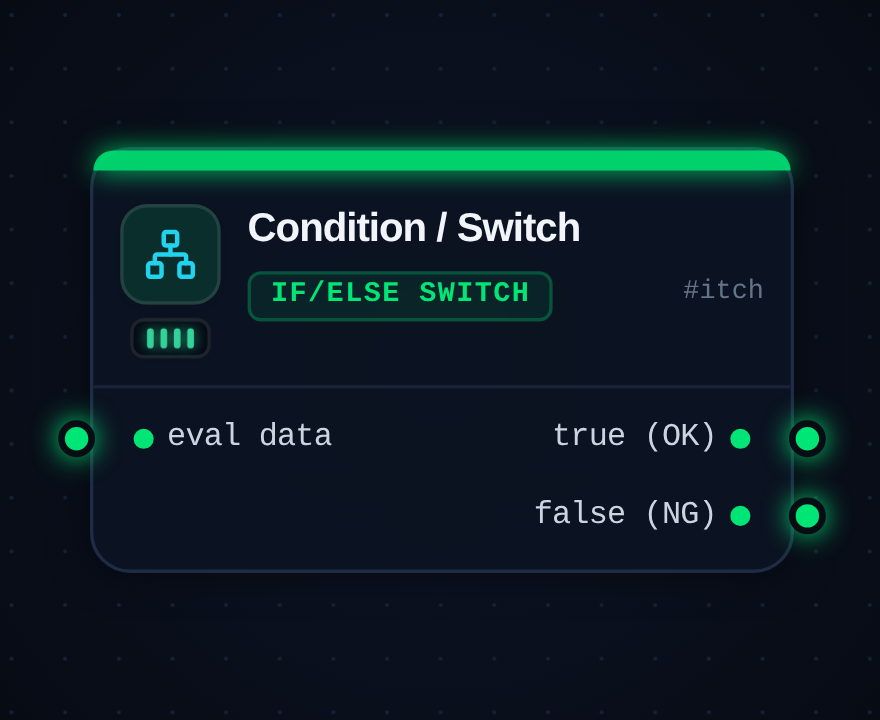 Condition / Switch
IF/ELSE SWITCH
#itch
eval data
true (OK)
false (NG)